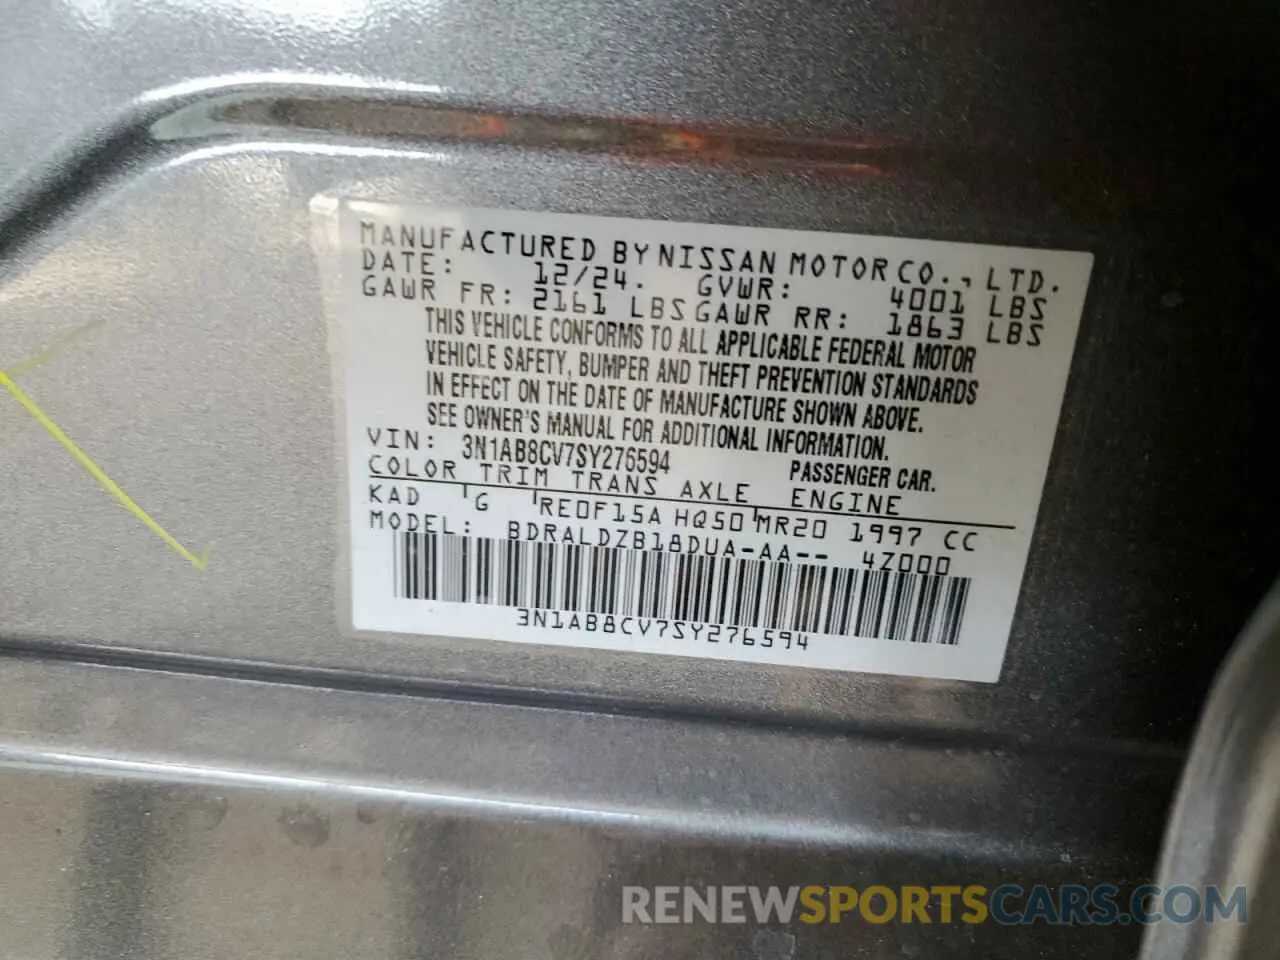 MANUFACTURED BY NISSAN MOTOR CO., LTD.
DATE: 12/24. GVWR: 4001 LBS
GAWR FR: 2161 LBS GAWR RR: 1863 LBS
THIS VEHICLE CONFORMS TO ALL APPLICABLE FEDERAL MOTOR
VEHICLE SAFETY, BUMPER AND THEFT PREVENTION STANDARDS
IN EFFECT ON THE DATE OF MANUFACTURE SHOWN ABOVE.
SEE OWNER'S MANUAL FOR ADDITIONAL INFORMATION.
VIN: 3N1AB8CV7SY276594 PASSENGER CAR.
COLOR TRIM TRANS AXLE ENGINE
KAD G RE0F15A HQ50 MR20 1997 CC
MODEL: BDRALDZB18DUA-AA-- 4Z000
3N1AB8CV7SY276594
RENEWSPORTSCARS.COM